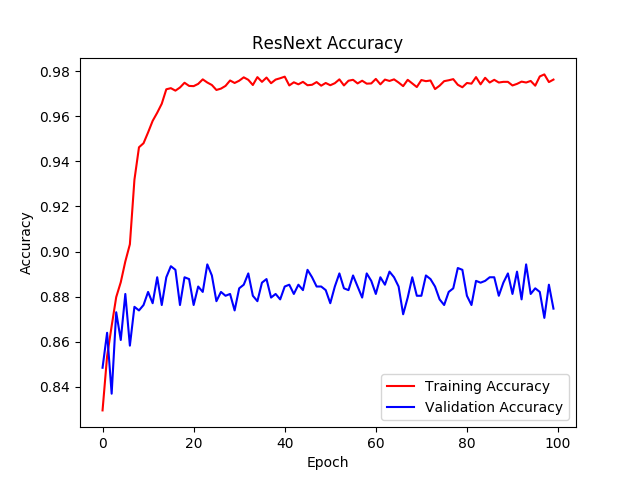 ResNext Accuracy
0.98
0.96
0.94
0.92
0.90
0.88
0.86
0.84
Accuracy
Training Accuracy
Validation Accuracy
0 20 40 60 80 100
Epoch